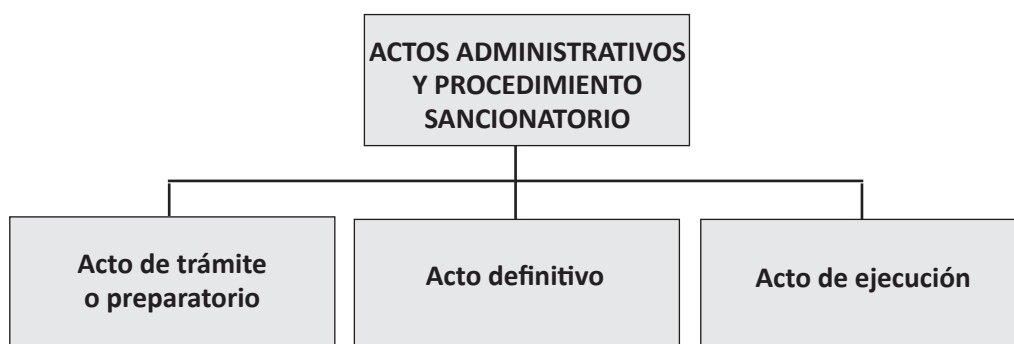 ACTOS ADMINISTRATIVOS
Y PROCEDIMIENTO
SANCIONATORIO
Acto de trámite
o preparatorio
Acto definitivo
Acto de ejecución